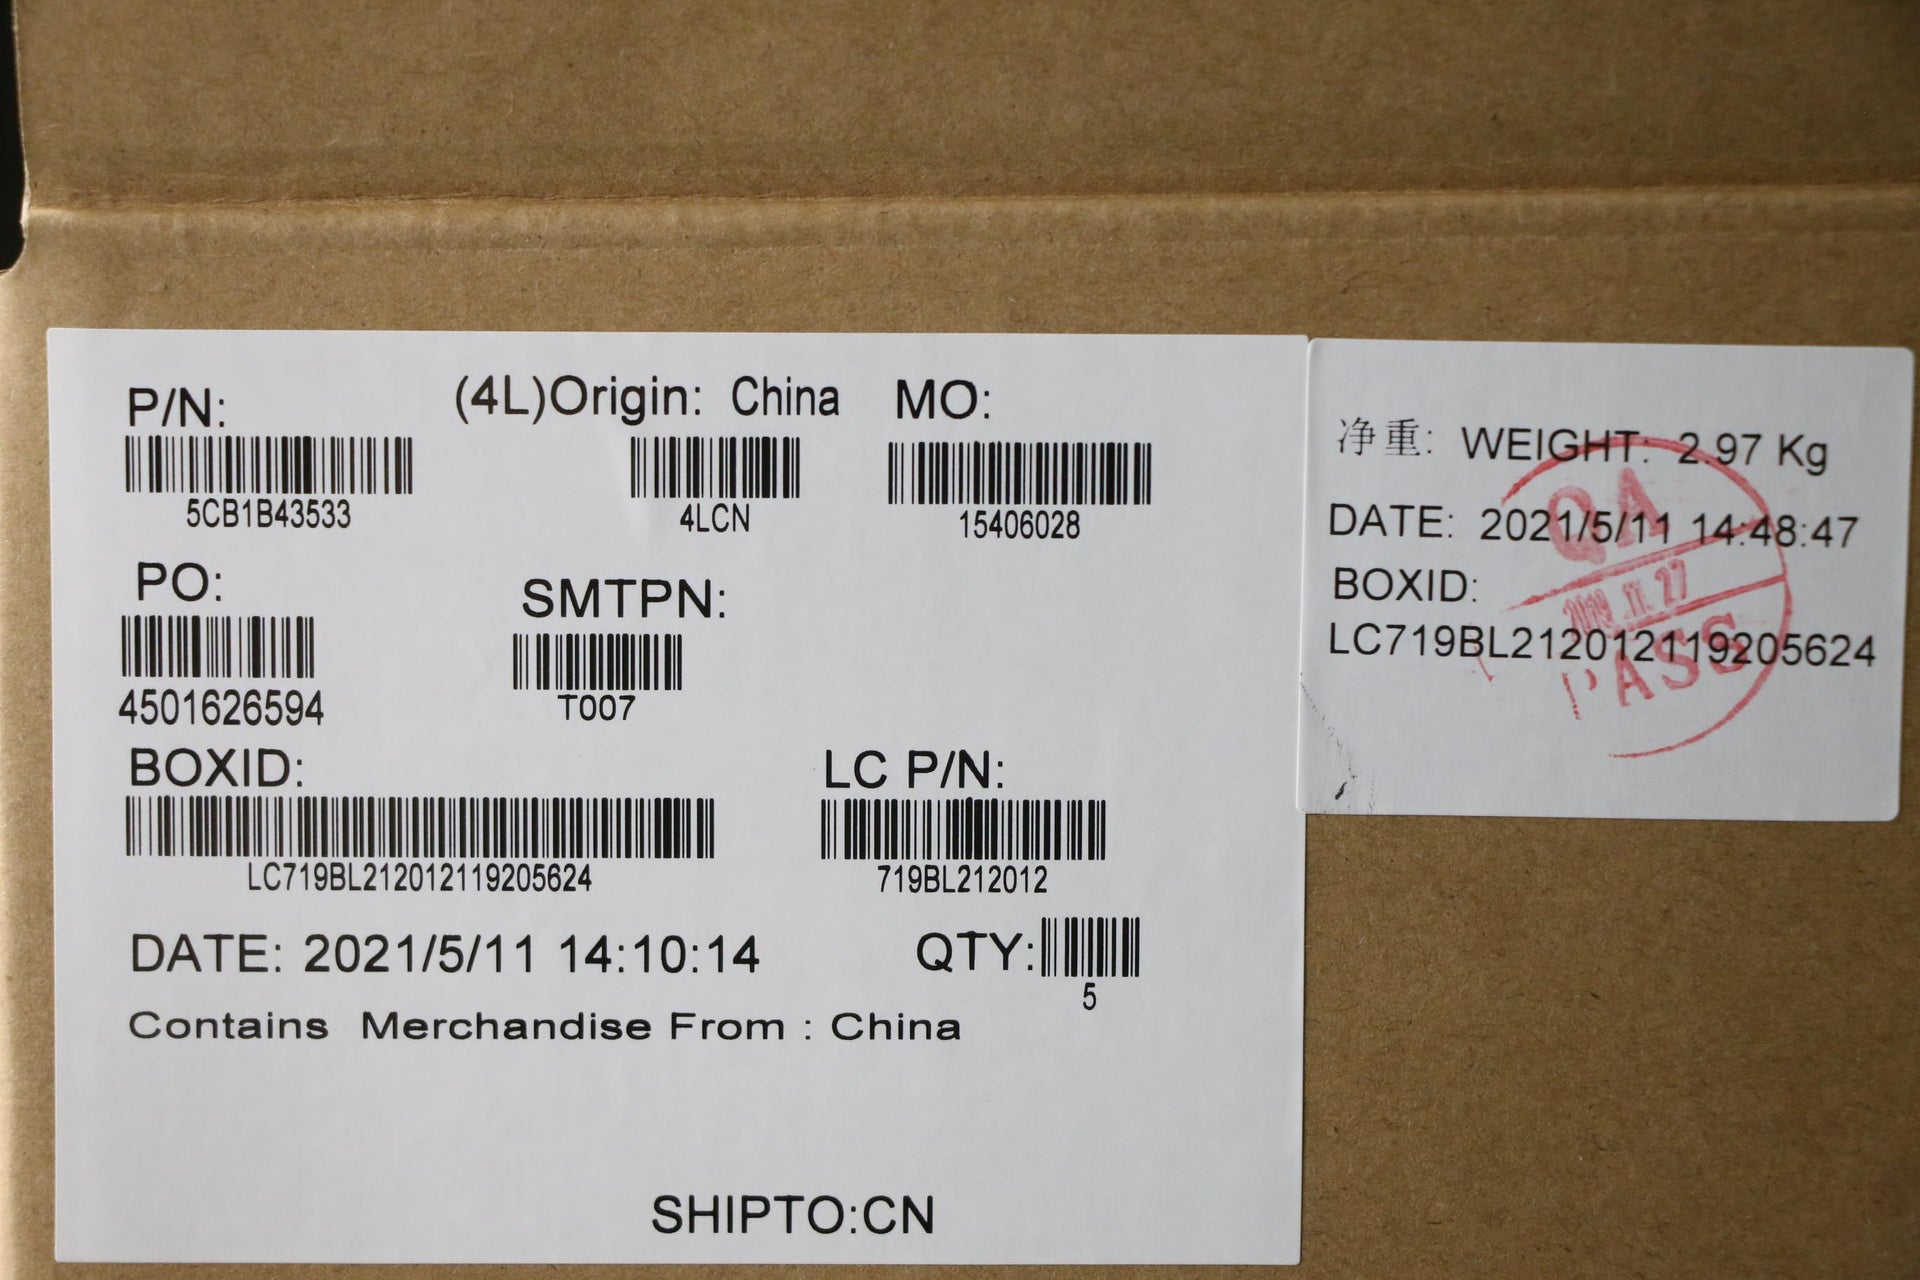 P/N: (4L)Origin: China MO:
5CB1B43533 4LCN 15406028
PO: SMTPN:
4501626594 T007
BOXID: LC P/N:
LC719BL212012119205624 719BL212012
DATE: 2021/5/11 14:10:14 QTY:
5
Contains Merchandise From : China
SHIPTO:CN
净重: WEIGHT: 2.97 Kg
DATE: 2021/5/11 14:48:47
BOXID:
LC719BL212012119205624
QA
PASS